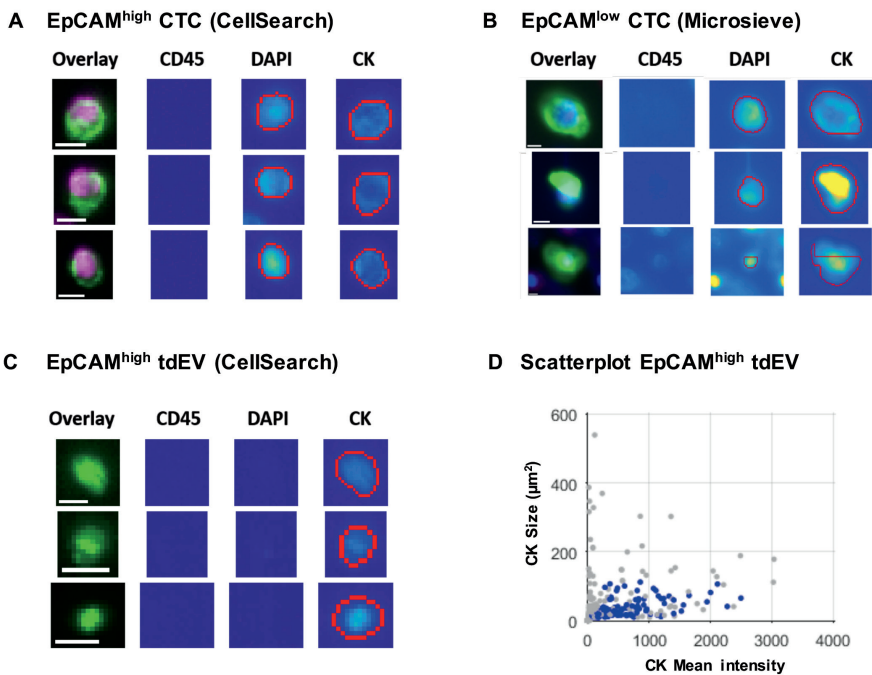 A EpCAMhigh CTC (CellSearch)
Overlay CD45 DAPI CK
B EpCAMlow CTC (Microsieve)
Overlay CD45 DAPI CK
C EpCAMhigh tdEV (CellSearch)
Overlay CD45 DAPI CK
D Scatterplot EpCAMhigh tdEV
600
400
200
0
CK Size (µm²)
0 1000 2000 3000 4000
CK Mean intensity